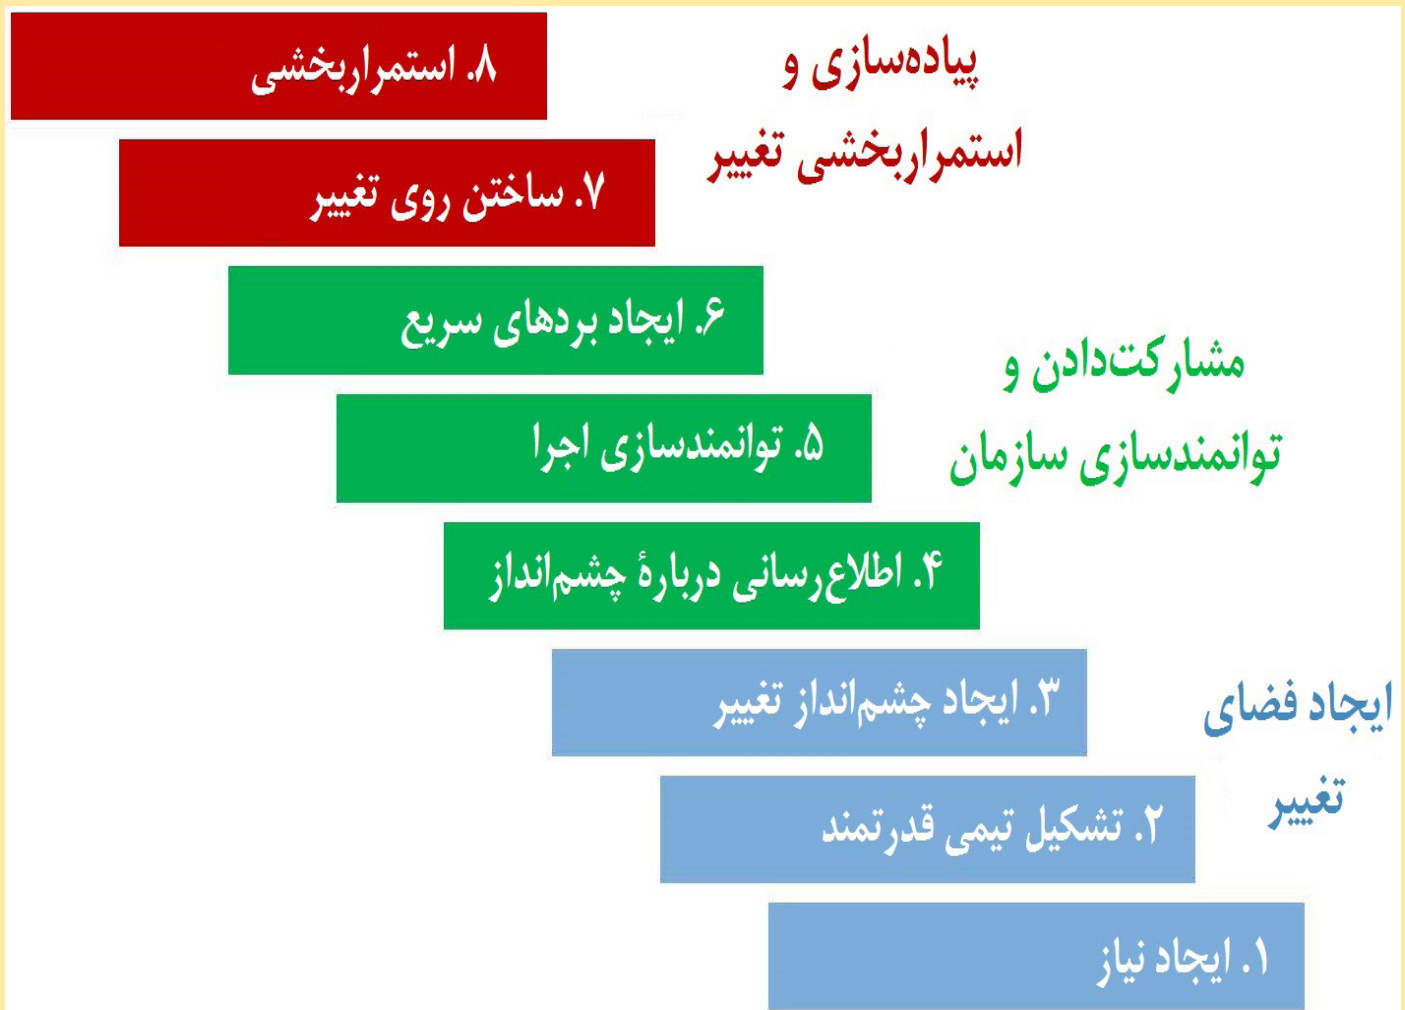 ۸. استمراربخشی
پیاده‌سازی و
استمراربخشی تغییر
۷. ساختن روی تغییر
۶. ایجاد بردهای سریع
مشارکت‌دادن و
توانمندسازی سازمان
۵. توانمندسازی اجرا
۴. اطلاع‌رسانی دربارهٔ چشم‌انداز
۳. ایجاد چشم‌انداز تغییر
ایجاد فضای
تغییر
۲. تشکیل تیمی قدرتمند
۱. ایجاد نیاز